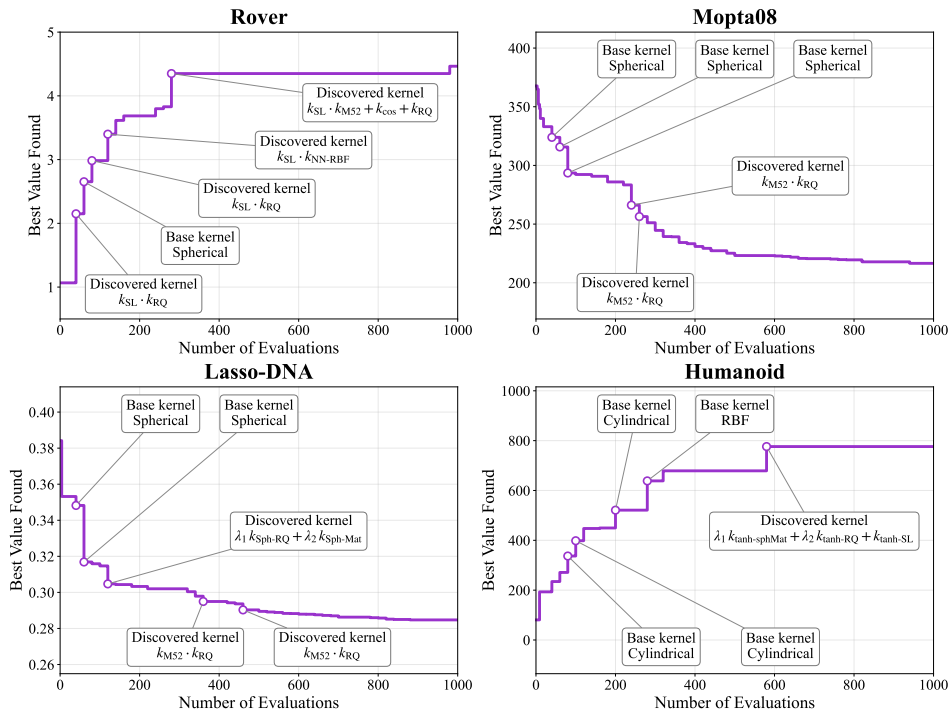 Rover
Best Value Found
5
4
3
2
1
Discovered kernel
k_SL · k_M52 + k_cos + k_RQ
Discovered kernel
k_SL · k_NN-RBF
Discovered kernel
k_SL · k_RQ
Base kernel
Spherical
Discovered kernel
k_SL · k_RQ
0 200 400 600 800 1000
Number of Evaluations
Mopta08
Best Value Found
400
350
300
250
200
Base kernel
Spherical
Base kernel
Spherical
Base kernel
Spherical
Discovered kernel
k_M52 · k_RQ
Discovered kernel
k_M52 · k_RQ
0 200 400 600 800 1000
Number of Evaluations
Lasso-DNA
Best Value Found
0.40
0.38
0.36
0.34
0.32
0.30
0.28
0.26
Base kernel
Spherical
Base kernel
Spherical
Discovered kernel
λ₁ k_Sph-RQ + λ₂ k_Sph-Mat
Discovered kernel
k_M52 · k_RQ
Discovered kernel
k_M52 · k_RQ
0 200 400 600 800 1000
Number of Evaluations
Humanoid
Best Value Found
1000
800
600
400
200
0
Base kernel
Cylindrical
Base kernel
RBF
Discovered kernel
λ₁ k_tanh-sphMat + λ₂ k_tanh-RQ + k_tanh-SL
Base kernel
Cylindrical
Base kernel
Cylindrical
0 200 400 600 800 1000
Number of Evaluations